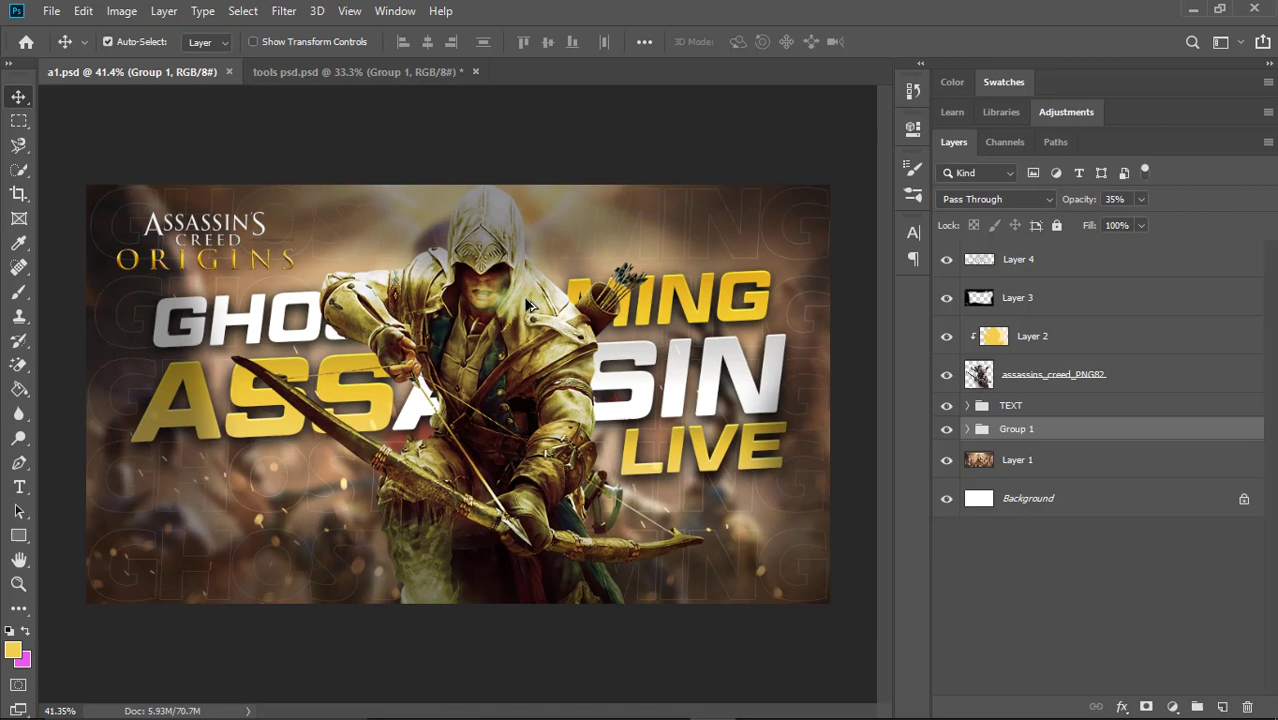 Ps File Edit Image Layer Type Select Filter 3D View Window Help
Auto-Select: Layer Show Transform Controls 3D Mode:
a1.psd @ 41.4% (Group 1, RGB/8#) × tools psd.psd @ 33.3% (Group 1, RGB/8#) * ×
Color Swatches
Learn Libraries Adjustments
Layers Channels Paths
Kind
Pass Through Opacity: 35%
Lock: Fill: 100%
Layer 4
Layer 3
Layer 2
assassins_creed_PNG82
TEXT
Group 1
Layer 1
Background
ASSASSIN'S
CREED
ORIGINS
GHO MING
ASSA SIN
LIVE
41.35% Doc: 5.93M/70.7M